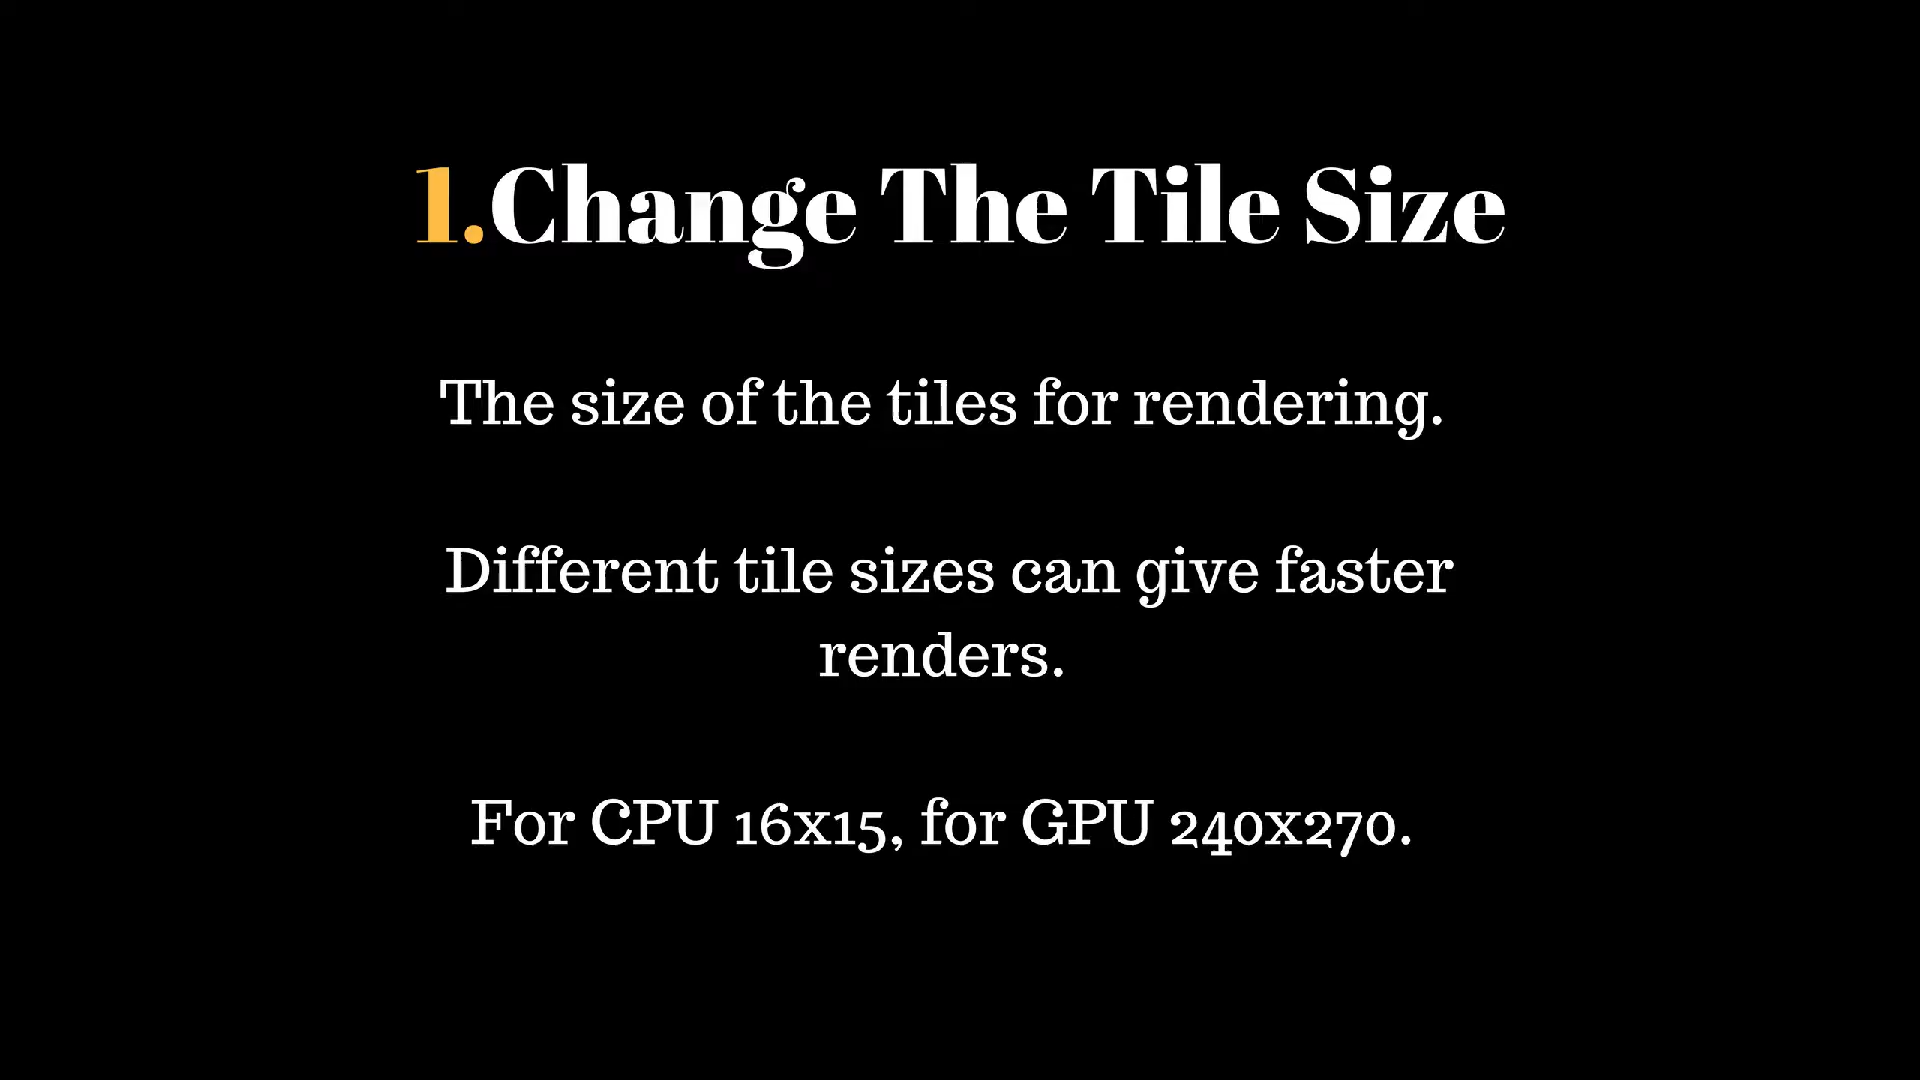 1.Change The Tile Size
The size of the tiles for rendering.
Different tile sizes can give faster
renders.
For CPU 16x15, for GPU 240x270.